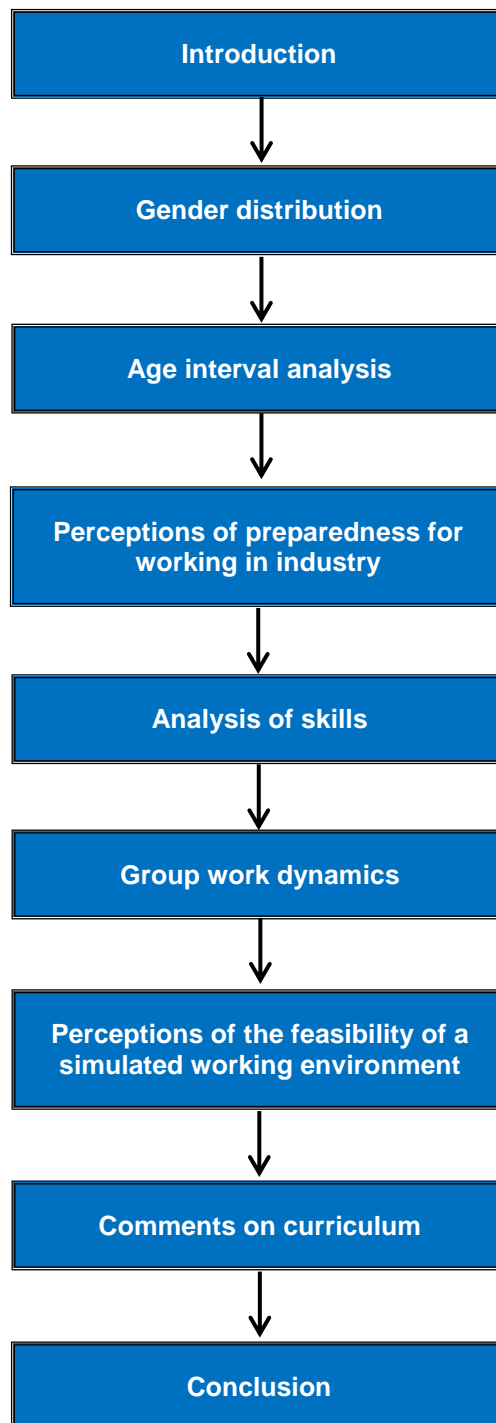 Introduction
Gender distribution
Age interval analysis
Perceptions of preparedness for
working in industry
Analysis of skills
Group work dynamics
Perceptions of the feasibility of a
simulated working environment
Comments on curriculum
Conclusion